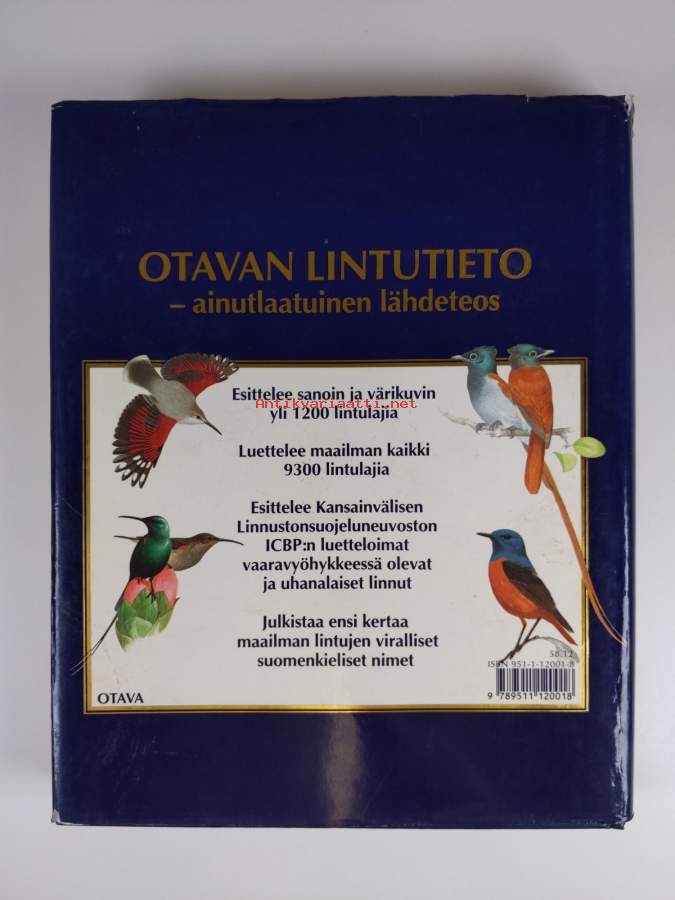 OTAVAN LINTUTIETO
– ainutlaatuinen lähdeteos
Esittelee sanoin ja värikuvin
Antikvariaatti.net
yli 1200 lintulajia
Luettelee maailman kaikki
9300 lintulajia
Esittelee Kansainvälisen
Linnustonsuojeluneuvoston
ICBP:n luetteloimat
vaaravyöhykkeessä olevat
ja uhanalaiset linnut
Julkistaa ensi kertaa
maailman lintujen viralliset
suomenkieliset nimet
58.12
ISBN 951-1-12001-8
9 789511 120018
OTAVA